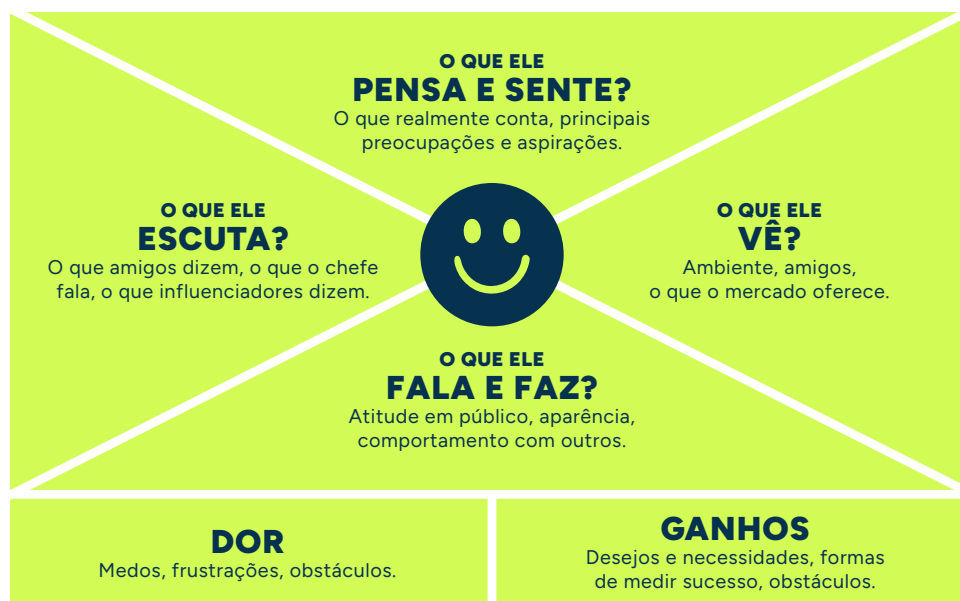 O QUE ELE
PENSA E SENTE?
O que realmente conta, principais
preocupações e aspirações.
O QUE ELE
ESCUTA?
O que amigos dizem, o que o chefe
fala, o que influenciadores dizem.
O QUE ELE
VÊ?
Ambiente, amigos,
o que o mercado oferece.
O QUE ELE
FALA E FAZ?
Atitude em público, aparência,
comportamento com outros.
DOR
Medos, frustrações, obstáculos.
GANHOS
Desejos e necessidades, formas
de medir sucesso, obstáculos.